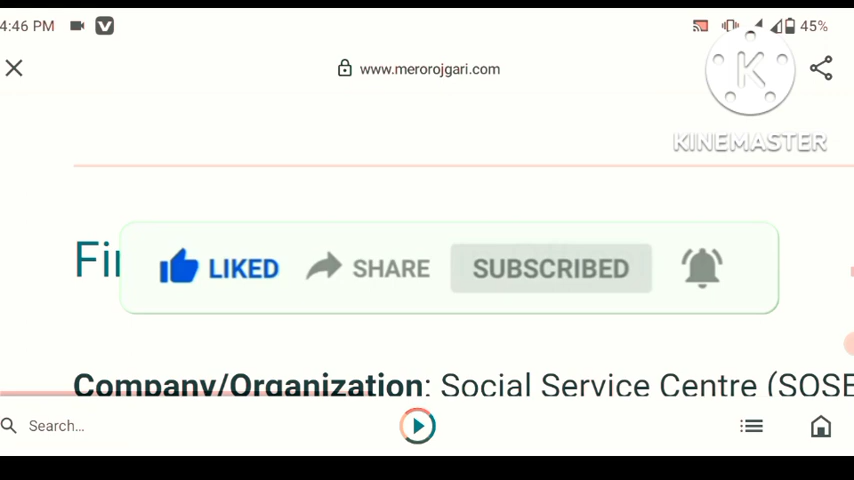 4:46 PM
45%
www.merorojgari.com
KINEMASTER
LIKED SHARE SUBSCRIBED
Company/Organization: Social Service Centre
Search...